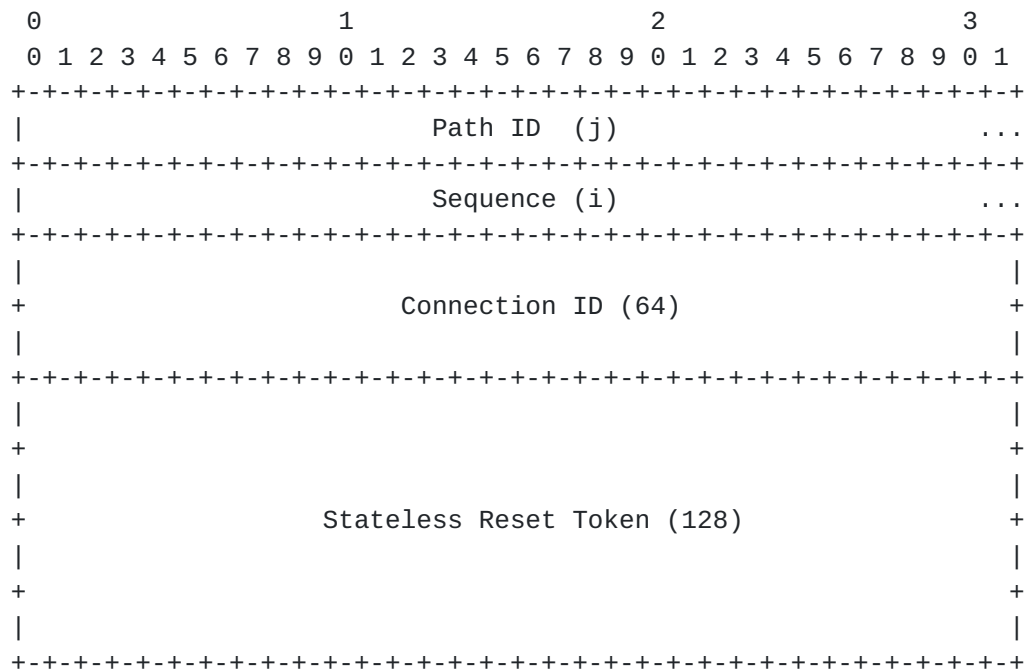 0                   1                   2                   3
 0 1 2 3 4 5 6 7 8 9 0 1 2 3 4 5 6 7 8 9 0 1 2 3 4 5 6 7 8 9 0 1
+-+-+-+-+-+-+-+-+-+-+-+-+-+-+-+-+-+-+-+-+-+-+-+-+-+-+-+-+-+-+-+-+
|                          Path ID  (j)                       ...
+-+-+-+-+-+-+-+-+-+-+-+-+-+-+-+-+-+-+-+-+-+-+-+-+-+-+-+-+-+-+-+-+
|                          Sequence (i)                       ...
+-+-+-+-+-+-+-+-+-+-+-+-+-+-+-+-+-+-+-+-+-+-+-+-+-+-+-+-+-+-+-+-+
|                                                               |
+                        Connection ID (64)                     +
|                                                               |
+-+-+-+-+-+-+-+-+-+-+-+-+-+-+-+-+-+-+-+-+-+-+-+-+-+-+-+-+-+-+-+-+
|                                                               |
+                                                               +
|                                                               |
+                   Stateless Reset Token (128)                 +
|                                                               |
+                                                               +
|                                                               |
+-+-+-+-+-+-+-+-+-+-+-+-+-+-+-+-+-+-+-+-+-+-+-+-+-+-+-+-+-+-+-+-+